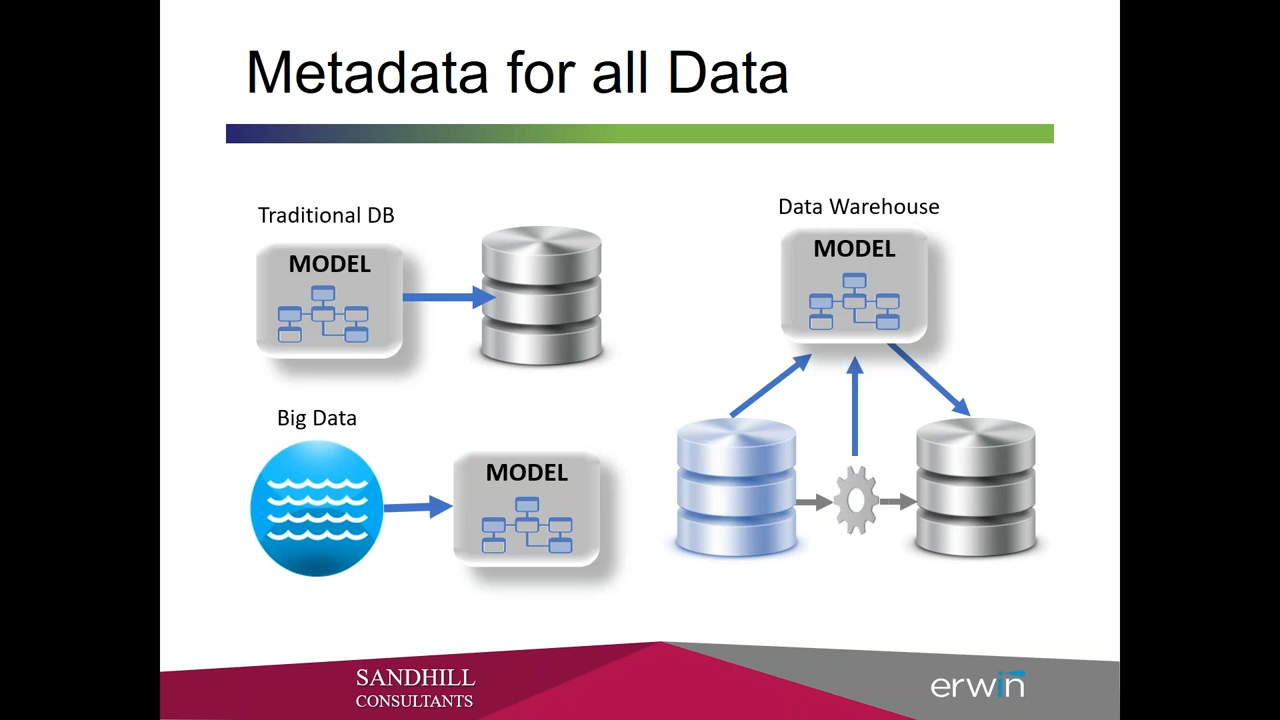 Metadata for all Data
Traditional DB
MODEL
Big Data
MODEL
Data Warehouse
MODEL
SANDHILL
CONSULTANTS
erwin